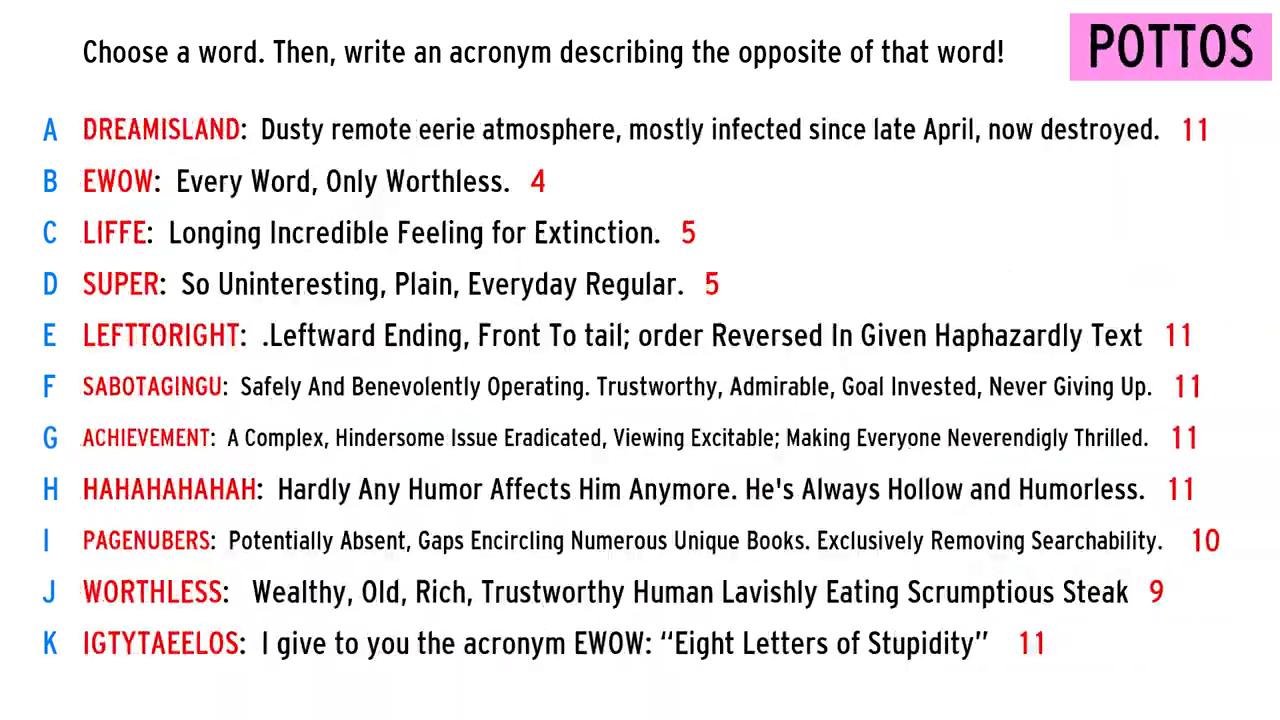 Choose a word. Then, write an acronym describing the opposite of that word!
POTTOS
A DREAMISLAND: Dusty remote eerie atmosphere, mostly infected since late April, now destroyed. 11
B EWOW: Every Word, Only Worthless. 4
C LIFFE: Longing Incredible Feeling for Extinction. 5
D SUPER: So Uninteresting, Plain, Everyday Regular. 5
E LEFTTORIGHT: .Leftward Ending, Front To tail; order Reversed In Given Haphazardly Text 11
F SABOTAGINGU: Safely And Benevolently Operating. Trustworthy, Admirable, Goal Invested, Never Giving Up. 11
G ACHIEVEMENT: A Complex, Hindersome Issue Eradicated, Viewing Excitable; Making Everyone Neverendigly Thrilled. 11
H HAHAHAHAHAH: Hardly Any Humor Affects Him Anymore. He's Always Hollow and Humorless. 11
I PAGENUBERS: Potentially Absent, Gaps Encircling Numerous Unique Books. Exclusively Removing Searchability. 10
J WORTHLESS: Wealthy, Old, Rich, Trustworthy Human Lavishly Eating Scrumptious Steak 9
K IGTYTAEELOS: I give to you the acronym EWOW: “Eight Letters of Stupidity” 11